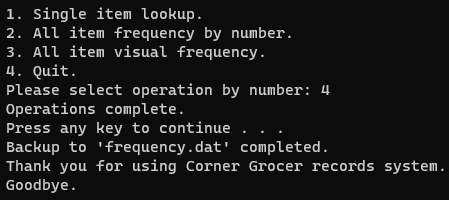 1. Single item lookup.
2. All item frequency by number.
3. All item visual frequency.
4. Quit.
Please select operation by number: 4
Operations complete.
Press any key to continue . . .
Backup to 'frequency.dat' completed.
Thank you for using Corner Grocer records system.
Goodbye.